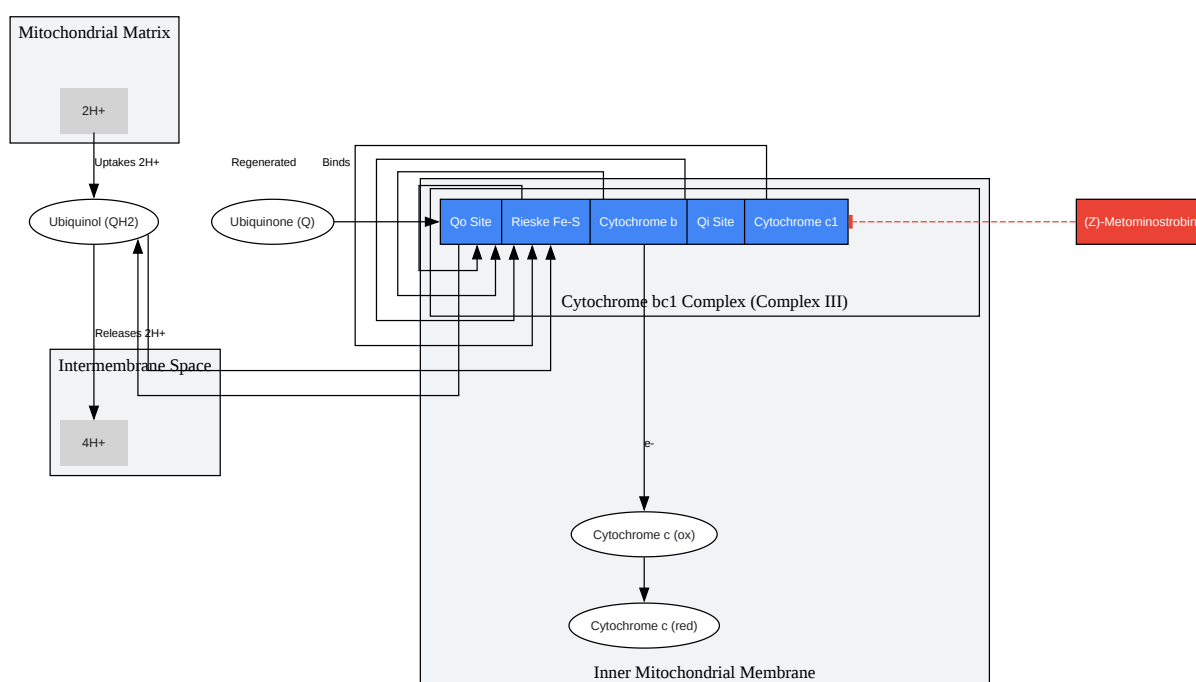 Mitochondrial Matrix
2H+
Uptakes 2H+
Regenerated
Binds
Ubiquinol (QH2)
Ubiquinone (Q)
Qo Site
Rieske Fe-S
Cytochrome b
Qi Site
Cytochrome c1
(Z)-Metominostrobin
Cytochrome bc1 Complex (Complex III)
Releases 2H+
Intermembrane Space
4H+
e-
Cytochrome c (ox)
Cytochrome c (red)
Inner Mitochondrial Membrane